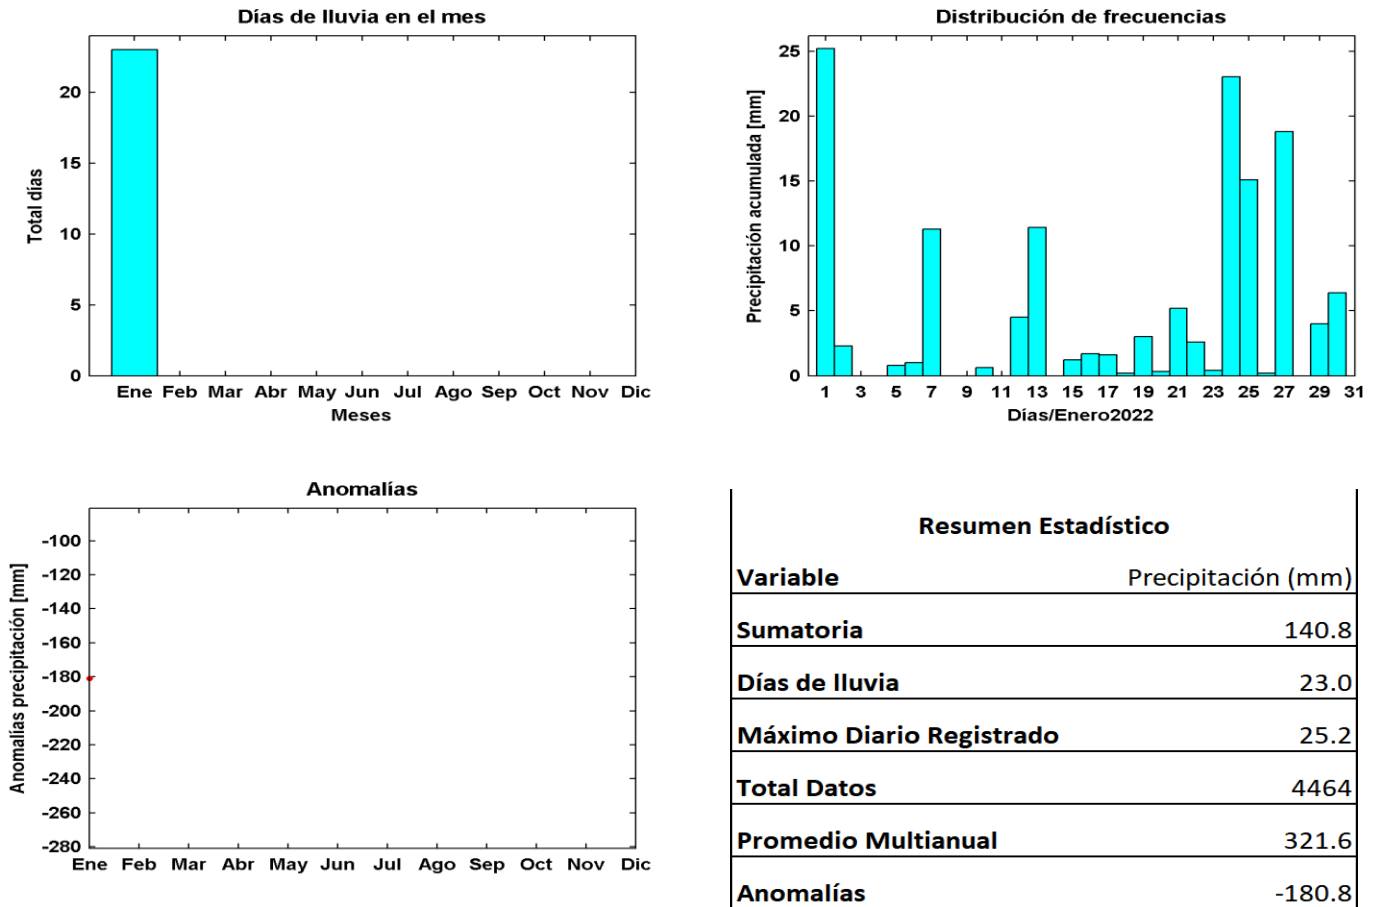 Días de lluvia en el mes
Total días
20
15
10
5
0
Ene Feb Mar Abr May Jun Jul Ago Sep Oct Nov Dic
Meses
Distribución de frecuencias
Precipitación acumulada [mm]
25
20
15
10
5
0
1 3 5 7 9 11 13 15 17 19 21 23 25 27 29 31
Días/Enero2022
Anomalías
Anomalías precipitación [mm]
-100
-120
-140
-160
-180
-200
-220
-240
-260
-280
Ene Feb Mar Abr May Jun Jul Ago Sep Oct Nov Dic
Resumen Estadístico
Variable Precipitación (mm)
Sumatoria 140.8
Días de lluvia 23.0
Máximo Diario Registrado 25.2
Total Datos 4464
Promedio Multianual 321.6
Anomalías -180.8